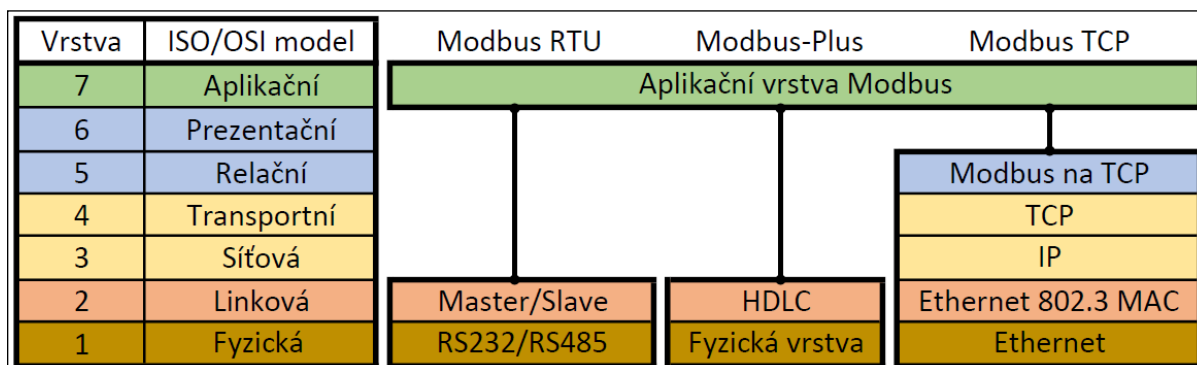 Vrstva ISO/OSI model Modbus RTU Modbus-Plus Modbus TCP
7 Aplikační Aplikační vrstva Modbus
6 Prezentační
5 Relační Modbus na TCP
4 Transportní TCP
3 Síťová IP
2 Linková Master/Slave HDLC Ethernet 802.3 MAC
1 Fyzická RS232/RS485 Fyzická vrstva Ethernet